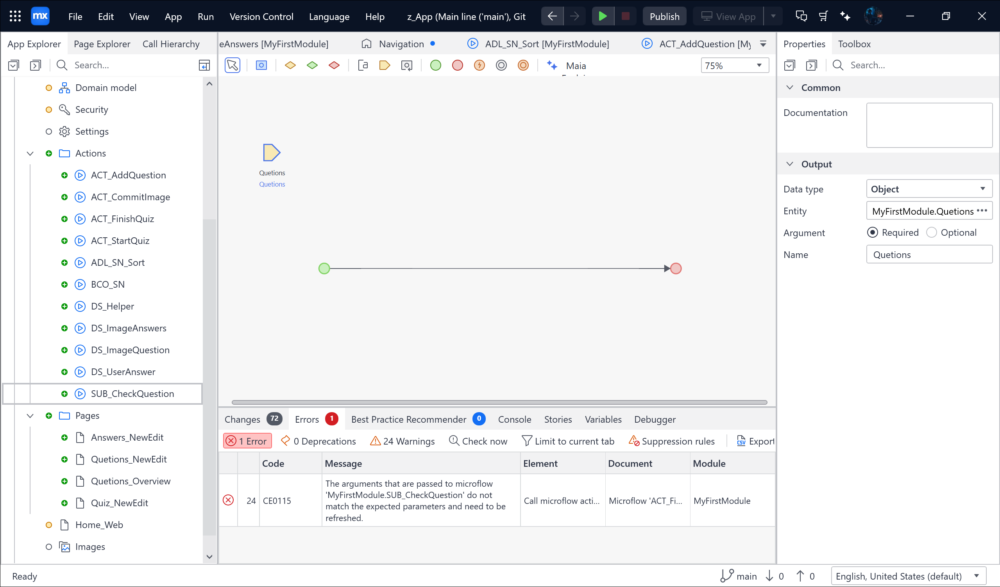 mx File Edit View App Run Version Control Language Help z_App (Main line ('main'), Git Publish View App
App Explorer Page Explorer Call Hierarchy
eAnswers [MyFirstModule] Navigation ADL_SN_Sort [MyFirstModule] ACT_AddQuestion [My
Properties Toolbox
Search...
Maia
75%
Search...
Domain model
Security
Settings
Actions
ACT_AddQuestion
ACT_CommitImage
ACT_FinishQuiz
ACT_StartQuiz
ADL_SN_Sort
BCO_SN
DS_Helper
DS_ImageAnswers
DS_ImageQuestion
DS_UserAnswer
SUB_CheckQuestion
Pages
Answers_NewEdit
Quetions_NewEdit
Quetions_Overview
Quiz_NewEdit
Home_Web
Images
Quetions
Quetions
Common
Documentation
Output
Data type Object
Entity MyFirstModule.Quetions •••
Argument Required Optional
Name Quetions
Changes 72 Errors 1 Best Practice Recommender 0 Console Stories Variables Debugger
1 Error 0 Deprecations 24 Warnings Check now Limit to current tab Suppression rules CSV Export
Code Message Element Document Module
24 CE0115
The arguments that are passed to microflow
'MyFirstModule.SUB_CheckQuestion' do not
match the expected parameters and need to be
refreshed.
Call microflow acti... Microflow 'ACT_Fi... MyFirstModule
Ready
main 0 0 English, United States (default)